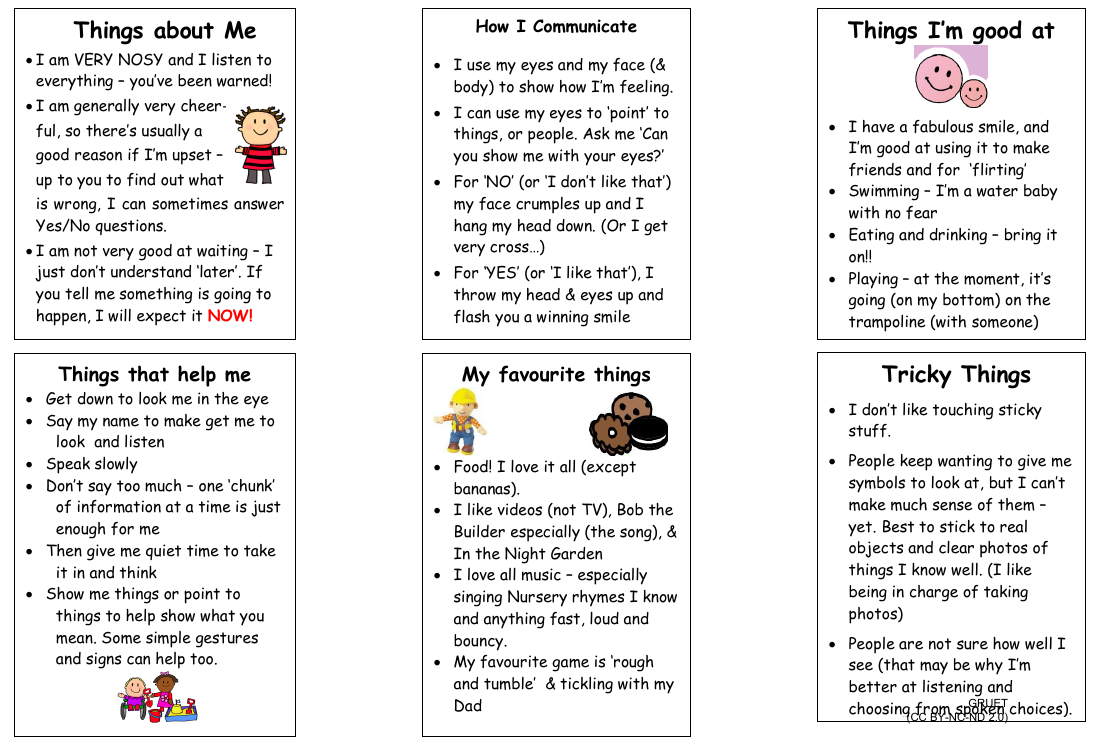 Things about Me
• I am VERY NOSY and I listen to
everything – you’ve been warned!
• I am generally very cheer-
ful, so there’s usually a
good reason if I’m upset –
up to you to find out what
is wrong, I can sometimes answer
Yes/No questions.
• I am not very good at waiting – I
just don’t understand ‘later’. If
you tell me something is going to
happen, I will expect it NOW!
How I Communicate
• I use my eyes and my face (&
body) to show how I’m feeling.
• I can use my eyes to ‘point’ to
things, or people. Ask me ‘Can
you show me with your eyes?’
• For ‘NO’ (or ‘I don’t like that’)
my face crumples up and I
hang my head down. (Or I get
very cross…)
• For ‘YES’ (or ‘I like that’), I
throw my head & eyes up and
flash you a winning smile
Things I’m good at
• I have a fabulous smile, and
I’m good at using it to make
friends and for ‘flirting’
• Swimming – I’m a water baby
with no fear
• Eating and drinking – bring it
on!!
• Playing – at the moment, it’s
going (on my bottom) on the
trampoline (with someone)
Things that help me
• Get down to look me in the eye
• Say my name to make get me to
look and listen
• Speak slowly
• Don’t say too much – one ‘chunk’
of information at a time is just
enough for me
• Then give me quiet time to take
it in and think
• Show me things or point to
things to help show what you
mean. Some simple gestures
and signs can help too.
My favourite things
• Food! I love it all (except
bananas).
• I like videos (not TV), Bob the
Builder especially (the song), &
In the Night Garden
• I love all music – especially
singing Nursery rhymes I know
and anything fast, loud and
bouncy.
• My favourite game is ‘rough
and tumble’ & tickling with my
Dad
Tricky Things
• I don’t like touching sticky
stuff.
• People keep wanting to give me
symbols to look at, but I can’t
make much sense of them –
yet. Best to stick to real
objects and clear photos of
things I know well. (I like
being in charge of taking
photos)
• People are not sure how well I
see (that may be why I’m
better at listening and
choosing from spoken choices).
GRUET
(CC BY-NC-ND 2.0)